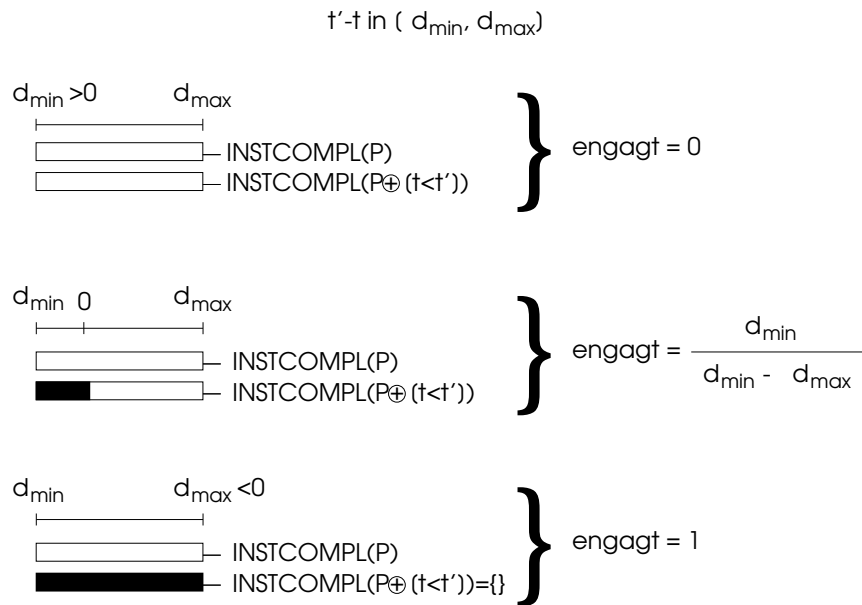 t'-t in ( d_min, d_max)
d_min >0 d_max
INSTCOMPL(P)
INSTCOMPL(P⊕ (t<t'))
} engagt = 0
d_min 0 d_max
INSTCOMPL(P)
INSTCOMPL(P⊕ (t<t'))
} engagt = d_min
d_min - d_max
d_min d_max <0
INSTCOMPL(P)
INSTCOMPL(P⊕ (t<t'))={}
} engagt = 1